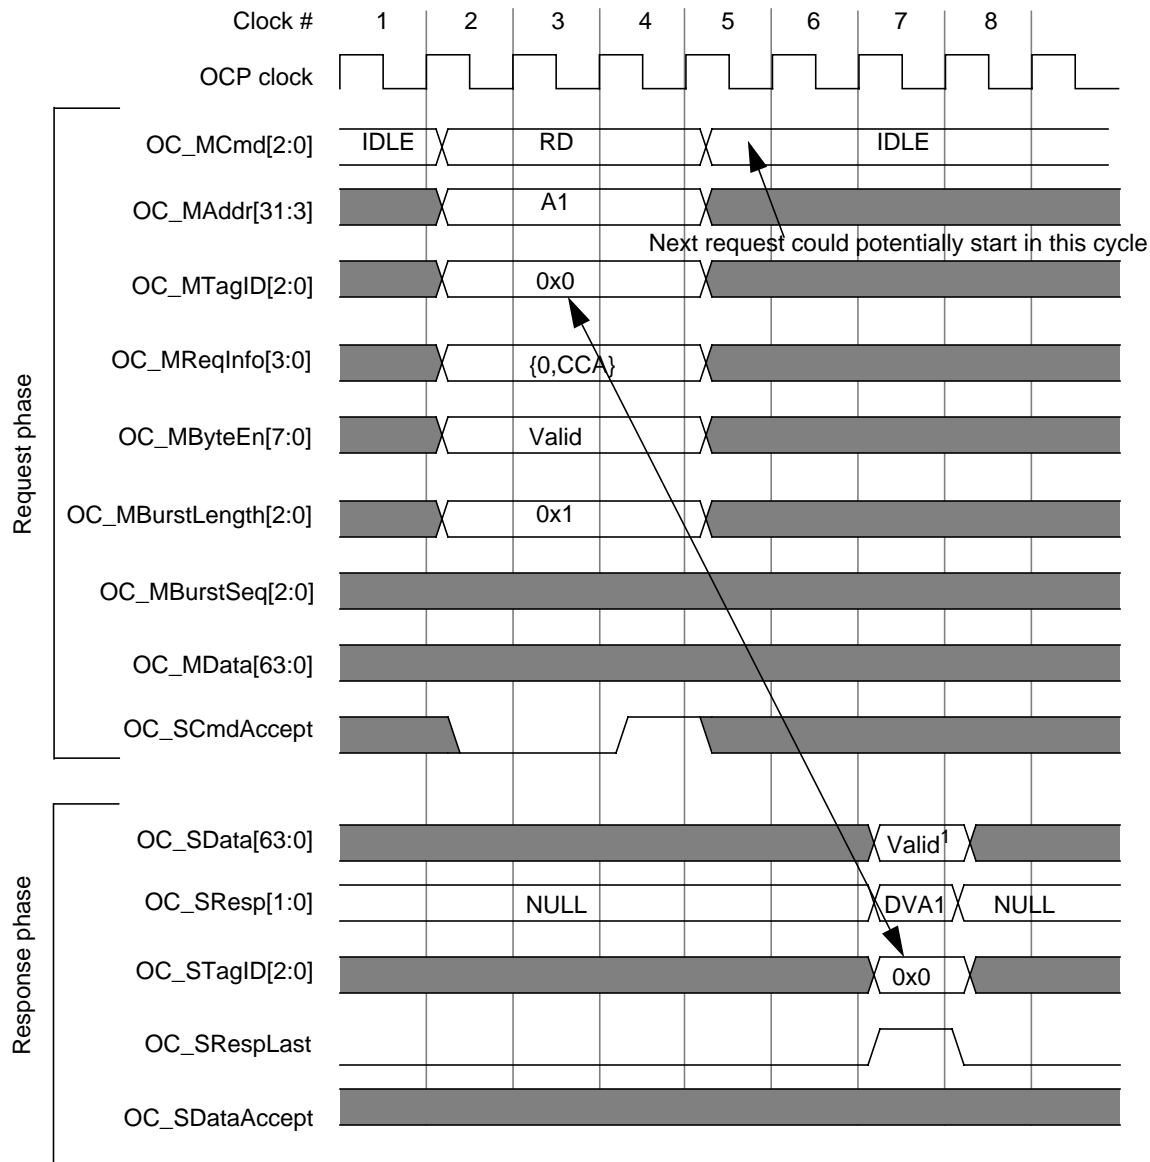 Clock # 1 2 3 4 5 6 7 8
OCP clock
Request phase
OC_MCmd[2:0] IDLE RD IDLE
OC_MAddr[31:3] A1
Next request could potentially start in this cycle
OC_MTagID[2:0] 0x0
OC_MReqInfo[3:0] {0,CCA}
OC_MByteEn[7:0] Valid
OC_MBurstLength[2:0] 0x1
OC_MBurstSeq[2:0]
OC_MData[63:0]
OC_SCmdAccept
Response phase
OC_SData[63:0] Valid1
OC_SResp[1:0] NULL DVA1 NULL
OC_STagID[2:0] 0x0
OC_SRespLast
OC_SDataAccept